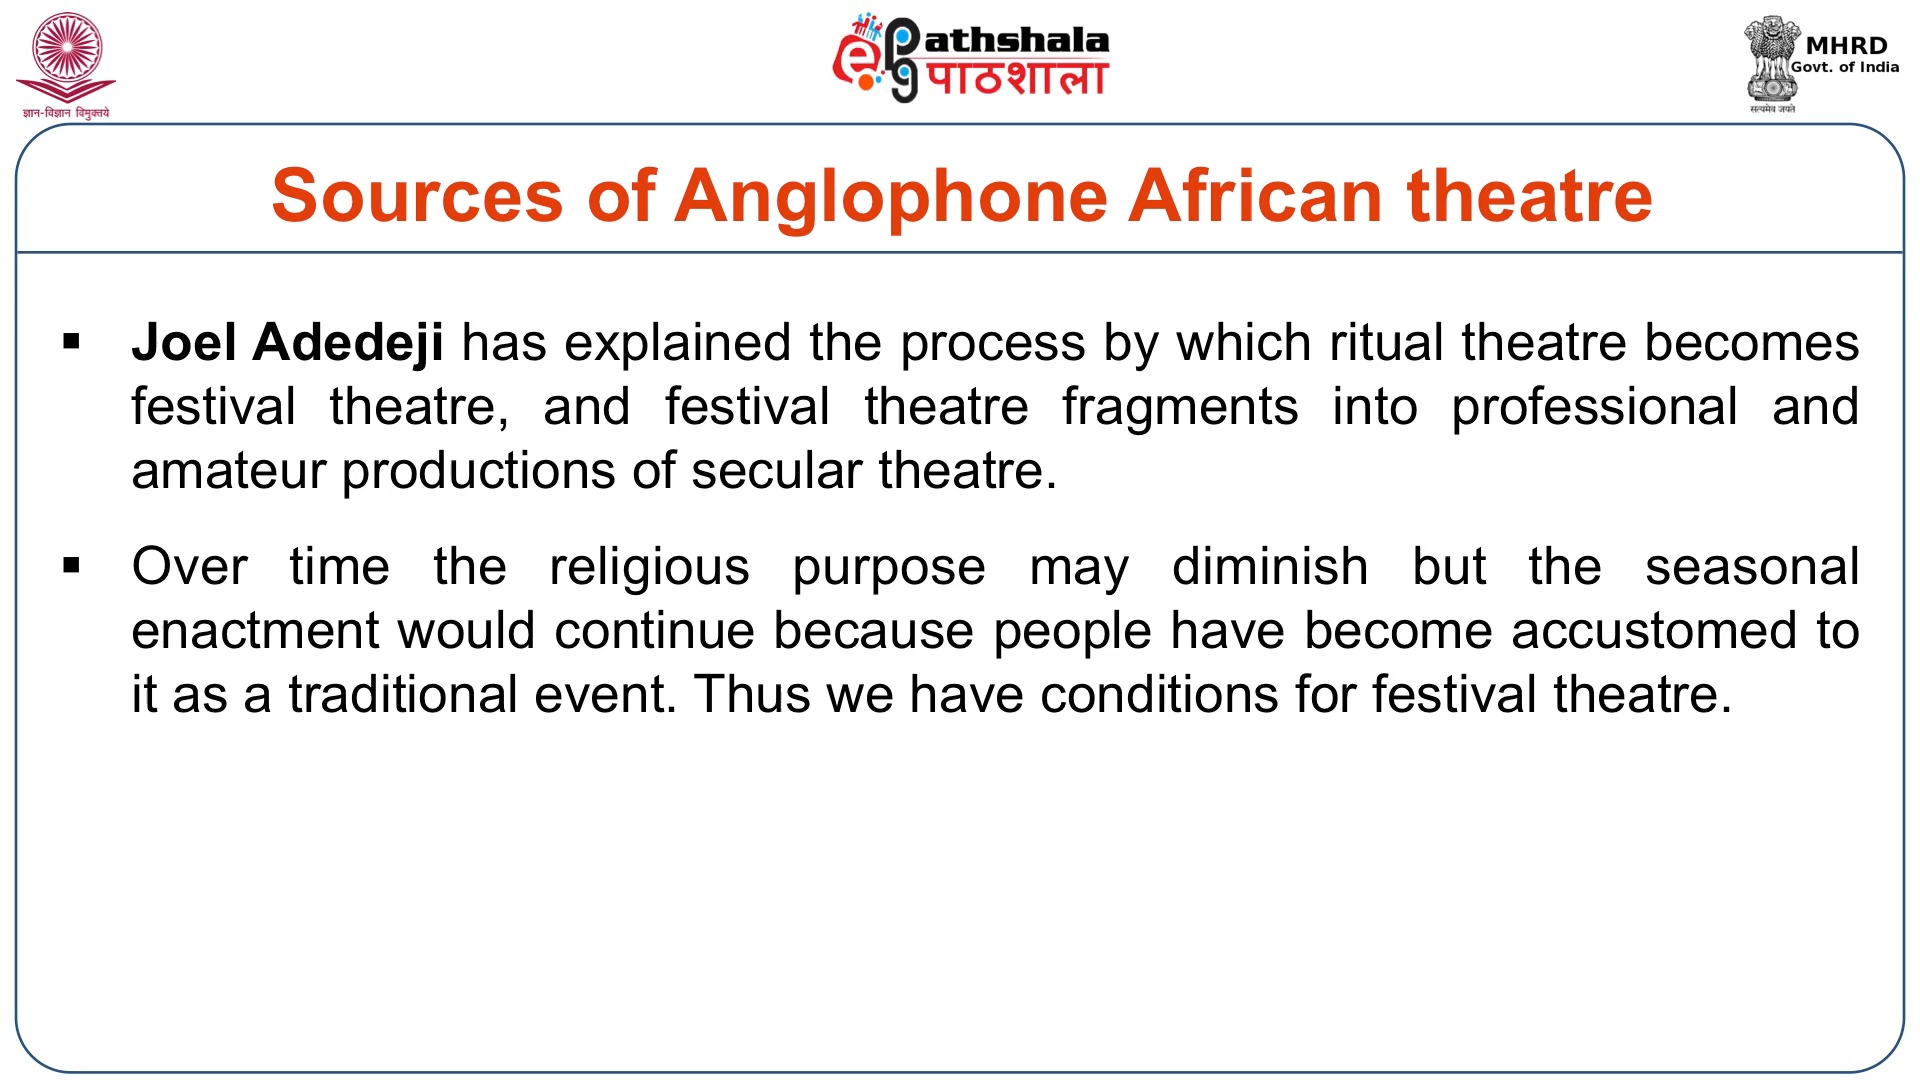 ज्ञान-विज्ञान विमुक्तये
ePathshala
पाठशाला
MHRD
Govt. of India
सत्यमेव जयते
Sources of Anglophone African theatre
▪ Joel Adedeji has explained the process by which ritual theatre becomes
festival theatre, and festival theatre fragments into professional and
amateur productions of secular theatre.
▪ Over time the religious purpose may diminish but the seasonal
enactment would continue because people have become accustomed to
it as a traditional event. Thus we have conditions for festival theatre.